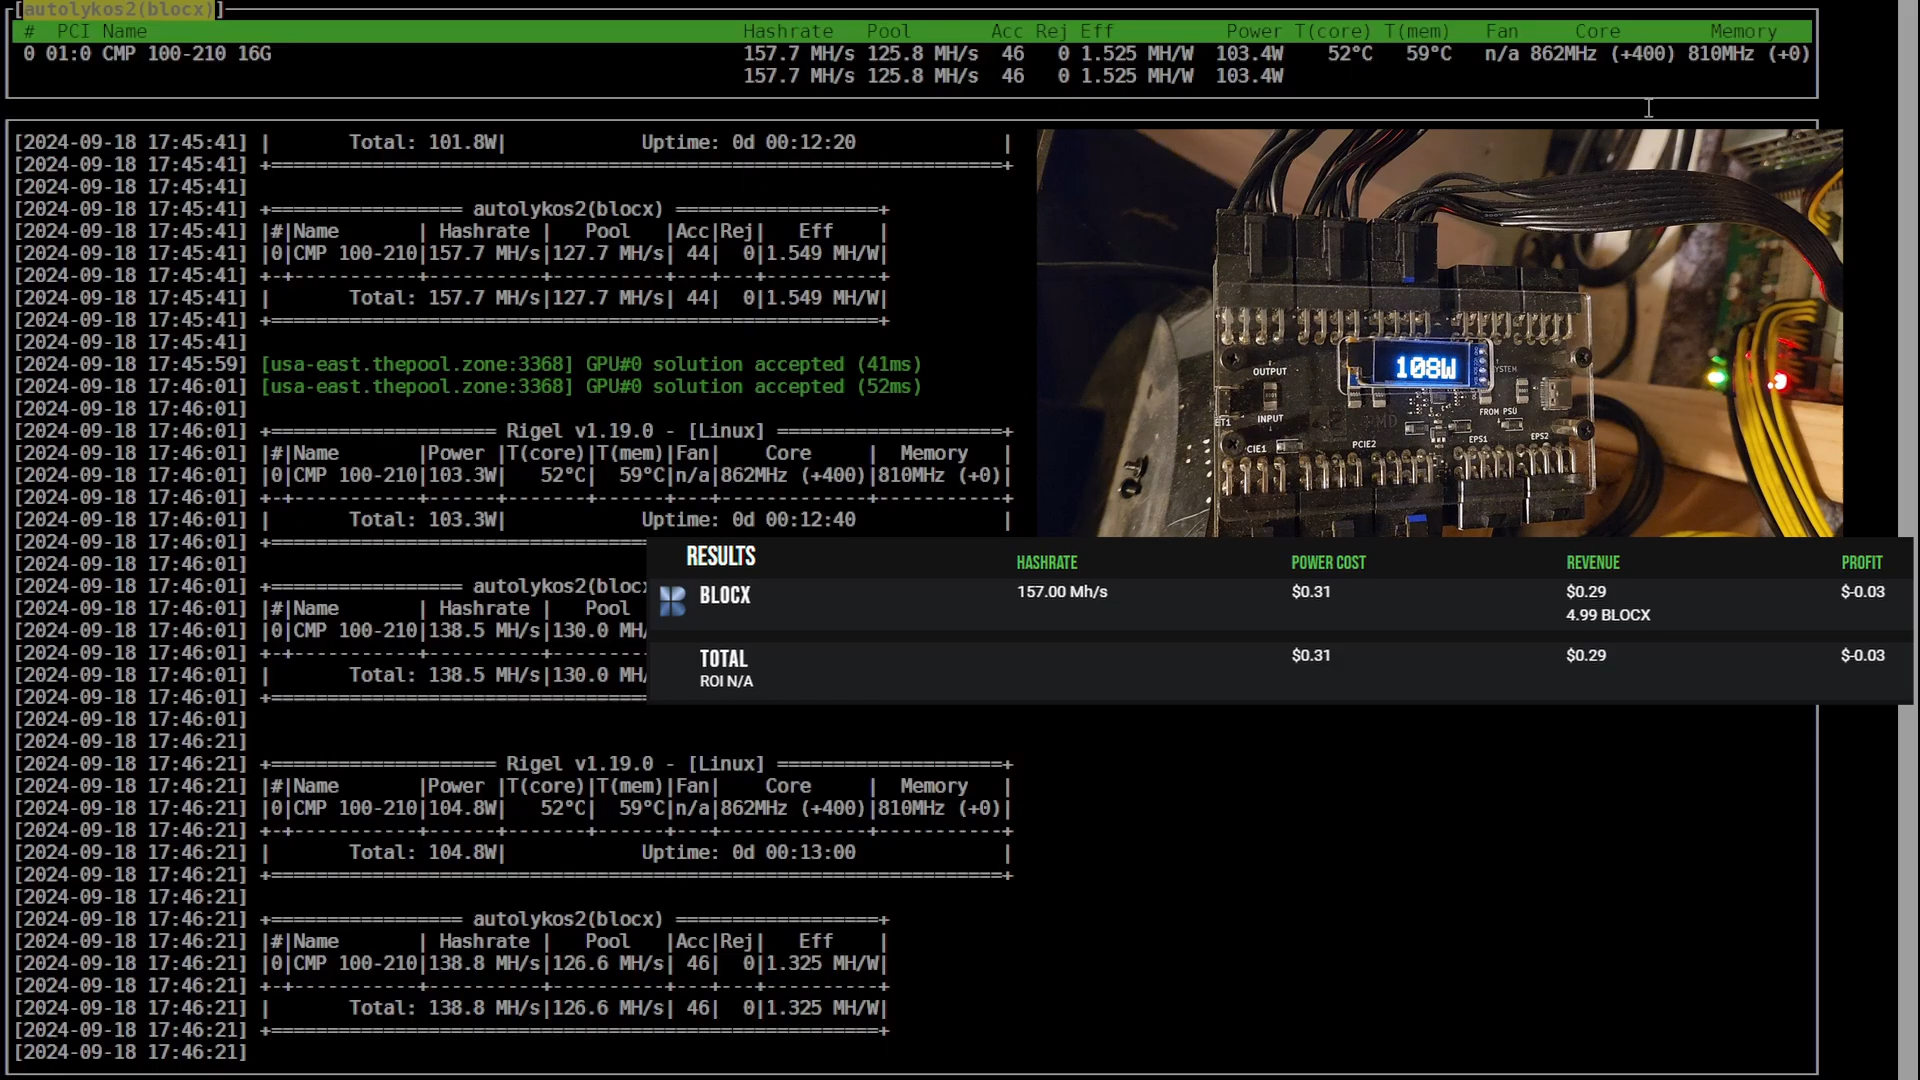 [autolykos2(blocx)]
# PCI Name Hashrate Pool Acc Rej Eff Power T(core) T(mem) Fan Core Memory
0 01:0 CMP 100-210 16G 157.7 MH/s 125.8 MH/s 46 0 1.525 MH/W 103.4W 52°C 59°C n/a 862MHz (+400) 810MHz (+0)
157.7 MH/s 125.8 MH/s 46 0 1.525 MH/W 103.4W
[2024-09-18 17:45:41] | Total: 101.8W| Uptime: 0d 00:12:20 |
[2024-09-18 17:45:41] +=================================================================+
[2024-09-18 17:45:41]
[2024-09-18 17:45:41] +================= autolykos2(blocx) ==================+
[2024-09-18 17:45:41] |#|Name | Hashrate | Pool |Acc|Rej| Eff |
[2024-09-18 17:45:41] |0|CMP 100-210|157.7 MH/s|127.7 MH/s| 44| 0|1.549 MH/W|
[2024-09-18 17:45:41] +-+-----------+----------+----------+---+---+----------+
[2024-09-18 17:45:41] | Total: 157.7 MH/s|127.7 MH/s| 44| 0|1.549 MH/W|
[2024-09-18 17:45:41] +======================================================+
[2024-09-18 17:45:41]
[2024-09-18 17:45:59] [usa-east.thepool.zone:3368] GPU#0 solution accepted (41ms)
[2024-09-18 17:46:01] [usa-east.thepool.zone:3368] GPU#0 solution accepted (52ms)
[2024-09-18 17:46:01]
[2024-09-18 17:46:01] +==================== Rigel v1.19.0 - [Linux] ====================+
[2024-09-18 17:46:01] |#|Name |Power |T(core)|T(mem)|Fan| Core | Memory |
[2024-09-18 17:46:01] |0|CMP 100-210|103.3W| 52°C| 59°C|n/a|862MHz (+400)|810MHz (+0)|
[2024-09-18 17:46:01] +-+-----------+------+-------+------+---+-------------+-----------+
[2024-09-18 17:46:01] | Total: 103.3W| Uptime: 0d 00:12:40 |
[2024-09-18 17:46:01] +==================================
[2024-09-18 17:46:01]
[2024-09-18 17:46:01] +================= autolykos2(bloc
[2024-09-18 17:46:01] |#|Name | Hashrate | Pool
[2024-09-18 17:46:01] |0|CMP 100-210|138.5 MH/s|130.0 MH/
[2024-09-18 17:46:01] +-+-----------+----------+---------
[2024-09-18 17:46:01] | Total: 138.5 MH/s|130.0 MH/
[2024-09-18 17:46:01] +==================================
[2024-09-18 17:46:01]
[2024-09-18 17:46:21]
[2024-09-18 17:46:21] +==================== Rigel v1.19.0 - [Linux] ====================+
[2024-09-18 17:46:21] |#|Name |Power |T(core)|T(mem)|Fan| Core | Memory |
[2024-09-18 17:46:21] |0|CMP 100-210|104.8W| 52°C| 59°C|n/a|862MHz (+400)|810MHz (+0)|
[2024-09-18 17:46:21] +-+-----------+------+-------+------+---+-------------+-----------+
[2024-09-18 17:46:21] | Total: 104.8W| Uptime: 0d 00:13:00 |
[2024-09-18 17:46:21] +=================================================================+
[2024-09-18 17:46:21]
[2024-09-18 17:46:21] +================= autolykos2(blocx) ==================+
[2024-09-18 17:46:21] |#|Name | Hashrate | Pool |Acc|Rej| Eff |
[2024-09-18 17:46:21] |0|CMP 100-210|138.8 MH/s|126.6 MH/s| 46| 0|1.325 MH/W|
[2024-09-18 17:46:21] +-+-----------+----------+----------+---+---+----------+
[2024-09-18 17:46:21] | Total: 138.8 MH/s|126.6 MH/s| 46| 0|1.325 MH/W|
[2024-09-18 17:46:21] +======================================================+
[2024-09-18 17:46:21]
108W
OUTPUT
INPUT
YSTEM
FROM PSU
CIE1
PCIE2
EPS1
EPS2
RESULTS HASHRATE POWER COST REVENUE PROFIT
BLOCX 157.00 Mh/s $0.31 $0.29 $-0.03
4.99 BLOCX
TOTAL $0.31 $0.29 $-0.03
ROI N/A